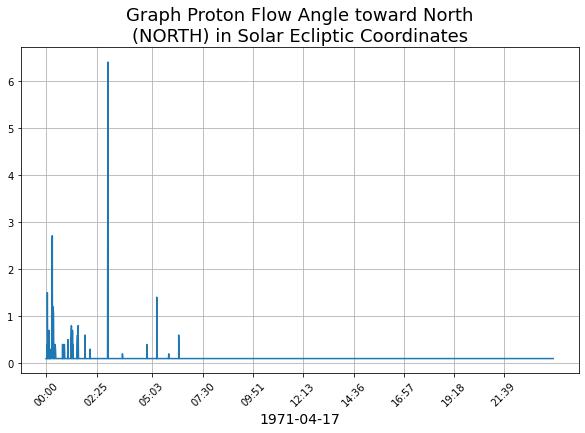 Graph Proton Flow Angle toward North
(NORTH) in Solar Ecliptic Coordinates
6
5
4
3
2
1
0
00:00 02:25 05:03 07:30 09:51 12:13 14:36 16:57 19:18 21:39
1971-04-17